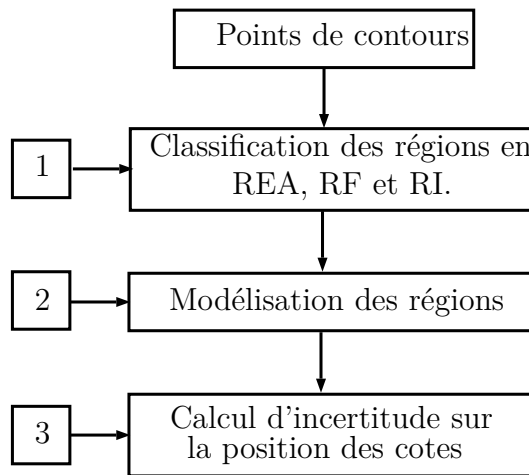 Points de contours
1
Classification des régions en
REA, RF et RI.
2
Modélisation des régions
3
Calcul d'incertitude sur
la position des cotes